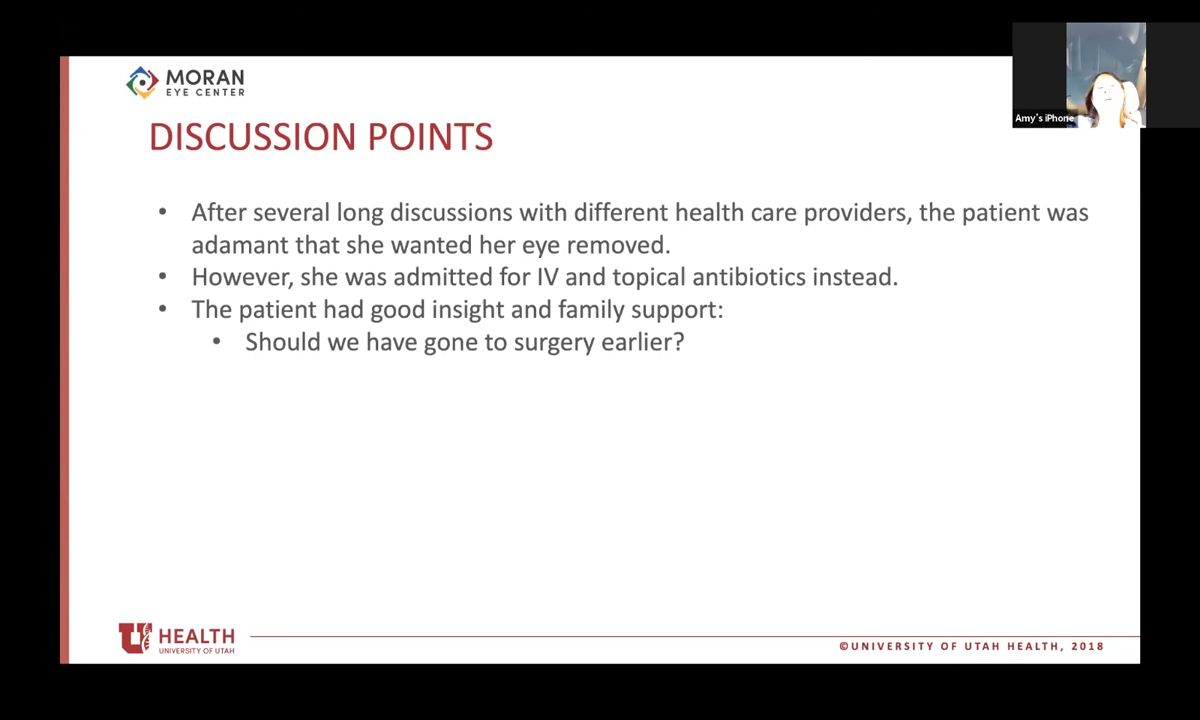 MORAN
EYE CENTER
Amy's iPhone
DISCUSSION POINTS
• After several long discussions with different health care providers, the patient was
adamant that she wanted her eye removed.
• However, she was admitted for IV and topical antibiotics instead.
• The patient had good insight and family support:
• Should we have gone to surgery earlier?
U HEALTH
UNIVERSITY OF UTAH
©UNIVERSITY OF UTAH HEALTH, 2018